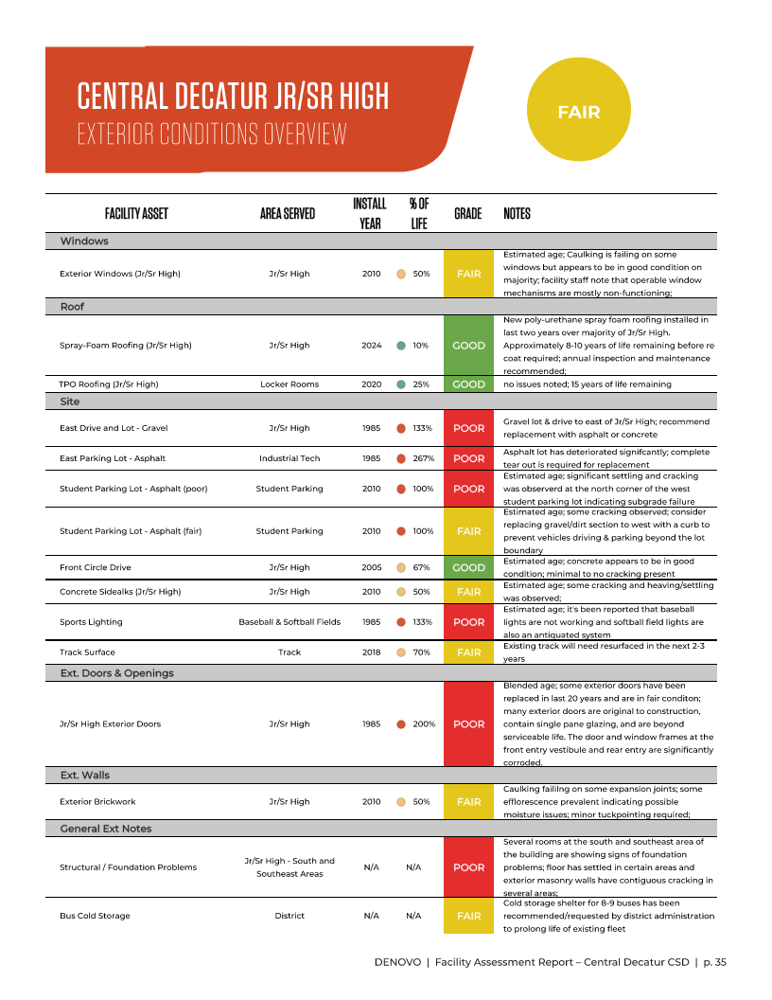 CENTRAL DECATUR JR/SR HIGH
EXTERIOR CONDITIONS OVERVIEW
FAIR
FACILITY ASSET AREA SERVED INSTALL YEAR % OF LIFE GRADE NOTES
Windows
Exterior Windows (Jr/Sr High) Jr/Sr High 2010 50% FAIR
Estimated age; Caulking is failing on some
windows but appears to be in good condition on
majority; facility staff note that operable window
mechanisms are mostly non-functioning;
Roof
Spray-Foam Roofing (Jr/Sr High) Jr/Sr High 2024 10% GOOD
New poly-urethane spray foam roofing installed in
last two years over majority of Jr/Sr High.
Approximately 8-10 years of life remaining before re
coat required; annual inspection and maintenance
recommended;
TPO Roofing (Jr/Sr High) Locker Rooms 2020 25% GOOD no issues noted; 15 years of life remaining
Site
East Drive and Lot - Gravel Jr/Sr High 1985 133% POOR
Gravel lot & drive to east of Jr/Sr High; recommend
replacement with asphalt or concrete
East Parking Lot - Asphalt Industrial Tech 1985 267% POOR
Asphalt lot has deteriorated signifcantly; complete
tear out is required for replacement
Student Parking Lot - Asphalt (poor) Student Parking 2010 100% POOR
Estimated age; significant settling and cracking
was observerd at the north corner of the west
student parking lot indicating subgrade failure
Student Parking Lot - Asphalt (fair) Student Parking 2010 100% FAIR
Estimated age; some cracking observed; consider
replacing gravel/dirt section to west with a curb to
prevent vehicles driving & parking beyond the lot
boundary
Front Circle Drive Jr/Sr High 2005 67% GOOD
Estimated age; concrete appears to be in good
condition; minimal to no cracking present
Concrete Sidealks (Jr/Sr High) Jr/Sr High 2010 50% FAIR
Estimated age; some cracking and heaving/settling
was observed;
Sports Lighting Baseball & Softball Fields 1985 133% POOR
Estimated age; it's been reported that baseball
lights are not working and softball field lights are
also an antiquated system
Track Surface Track 2018 70% FAIR
Existing track will need resurfaced in the next 2-3
years
Ext. Doors & Openings
Jr/Sr High Exterior Doors Jr/Sr High 1985 200% POOR
Blended age; some exterior doors have been
replaced in last 20 years and are in fair conditon;
many exterior doors are original to construction,
contain single pane glazing, and are beyond
serviceable life. The door and window frames at the
front entry vestibule and rear entry are significantly
corroded.
Ext. Walls
Exterior Brickwork Jr/Sr High 2010 50% FAIR
Caulking faililng on some expansion joints; some
efflorescence prevalent indicating possible
moisture issues; minor tuckpointing required;
General Ext Notes
Structural / Foundation Problems Jr/Sr High - South and Southeast Areas N/A N/A POOR
Several rooms at the south and southeast area of
the building are showing signs of foundation
problems; floor has settled in certain areas and
exterior masonry walls have contiguous cracking in
several areas;
Bus Cold Storage District N/A N/A FAIR
Cold storage shelter for 8-9 buses has been
recommended/requested by district administration
to prolong life of existing fleet
DENOVO | Facility Assessment Report – Central Decatur CSD | p. 35